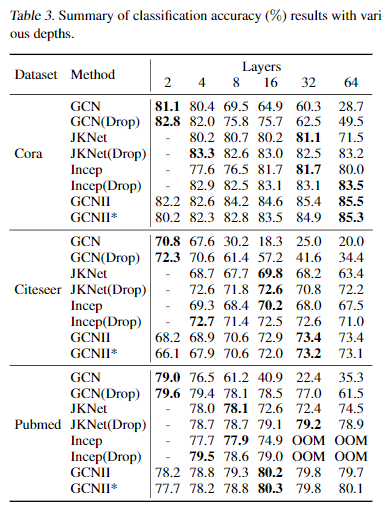 Table 3. Summary of classification accuracy (%) results with vari
ous depths.
Dataset Method Layers
2 4 8 16 32 64
GCN 81.1 80.4 69.5 64.9 60.3 28.7
GCN(Drop) 82.8 82.0 75.8 75.7 62.5 49.5
JKNet - 80.2 80.7 80.2 81.1 71.5
Cora JKNet(Drop) - 83.3 82.6 83.0 82.5 83.2
Incep - 77.6 76.5 81.7 81.7 80.0
Incep(Drop) - 82.9 82.5 83.1 83.1 83.5
GCNII 82.2 82.6 84.2 84.6 85.4 85.5
GCNII* 80.2 82.3 82.8 83.5 84.9 85.3
GCN 70.8 67.6 30.2 18.3 25.0 20.0
GCN(Drop) 72.3 70.6 61.4 57.2 41.6 34.4
JKNet - 68.7 67.7 69.8 68.2 63.4
Citeseer JKNet(Drop) - 72.6 71.8 72.6 70.8 72.2
Incep - 69.3 68.4 70.2 68.0 67.5
Incep(Drop) - 72.7 71.4 72.5 72.6 71.0
GCNII 68.2 68.9 70.6 72.9 73.4 73.4
GCNII* 66.1 67.9 70.6 72.0 73.2 73.1
GCN 79.0 76.5 61.2 40.9 22.4 35.3
GCN(Drop) 79.6 79.4 78.1 78.5 77.0 61.5
JKNet - 78.0 78.1 72.6 72.4 74.5
Pubmed JKNet(Drop) - 78.7 78.7 79.1 79.2 78.9
Incep - 77.7 77.9 74.9 OOM OOM
Incep(Drop) - 79.5 78.6 79.0 OOM OOM
GCNII 78.2 78.8 79.3 80.2 79.8 79.7
GCNII* 77.7 78.2 78.8 80.3 79.8 80.1